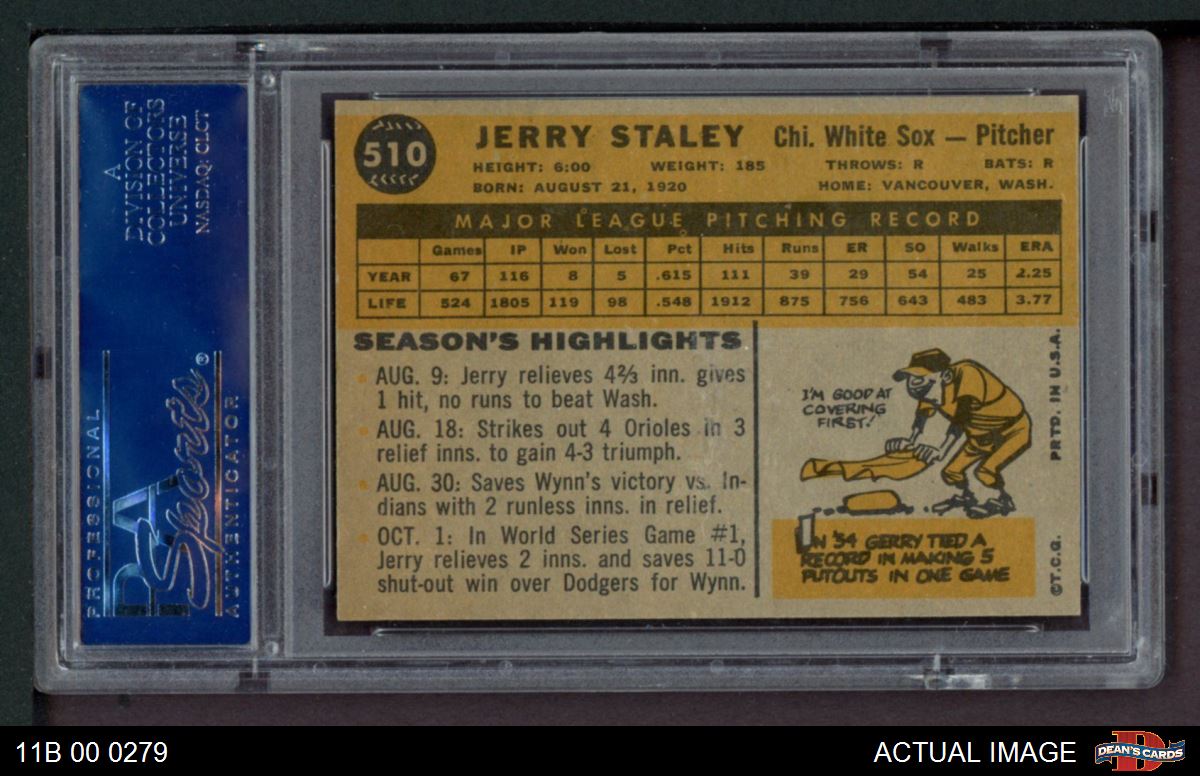 A
DIVISION OF
COLLECTORS
UNIVERSE
NASDAQ: CLCT
PROFESSIONAL
PSA
Sports®
AUTHENTICATOR
510
JERRY STALEY Chi. White Sox — Pitcher
HEIGHT: 6:00 WEIGHT: 185 THROWS: R BATS: R
BORN: AUGUST 21, 1920 HOME: VANCOUVER, WASH.
MAJOR LEAGUE PITCHING RECORD
Games IP Won Lost Pct Hits Runs ER SO Walks ERA
YEAR 67 116 8 5 .615 111 39 29 54 25 2.25
LIFE 524 1805 119 98 .548 1912 875 756 643 483 3.77
SEASON'S HIGHLIGHTS
AUG. 9: Jerry relieves 4⅔ inn. gives
1 hit, no runs to beat Wash.
AUG. 18: Strikes out 4 Orioles in 3
relief inns. to gain 4-3 triumph.
AUG. 30: Saves Wynn's victory vs. In-
dians with 2 runless inns. in relief.
OCT. 1: In World Series Game #1,
Jerry relieves 2 inns. and saves 11-0
shut-out win over Dodgers for Wynn.
I'M GOOD AT
COVERING
FIRST!
IN '54 GERRY TIED A
RECORD IN MAKING 5
PUTOUTS IN ONE GAME
PRTD. IN U.S.A.
©T.C.G.
11B 00 0279
ACTUAL IMAGE
DEAN'S CARDS